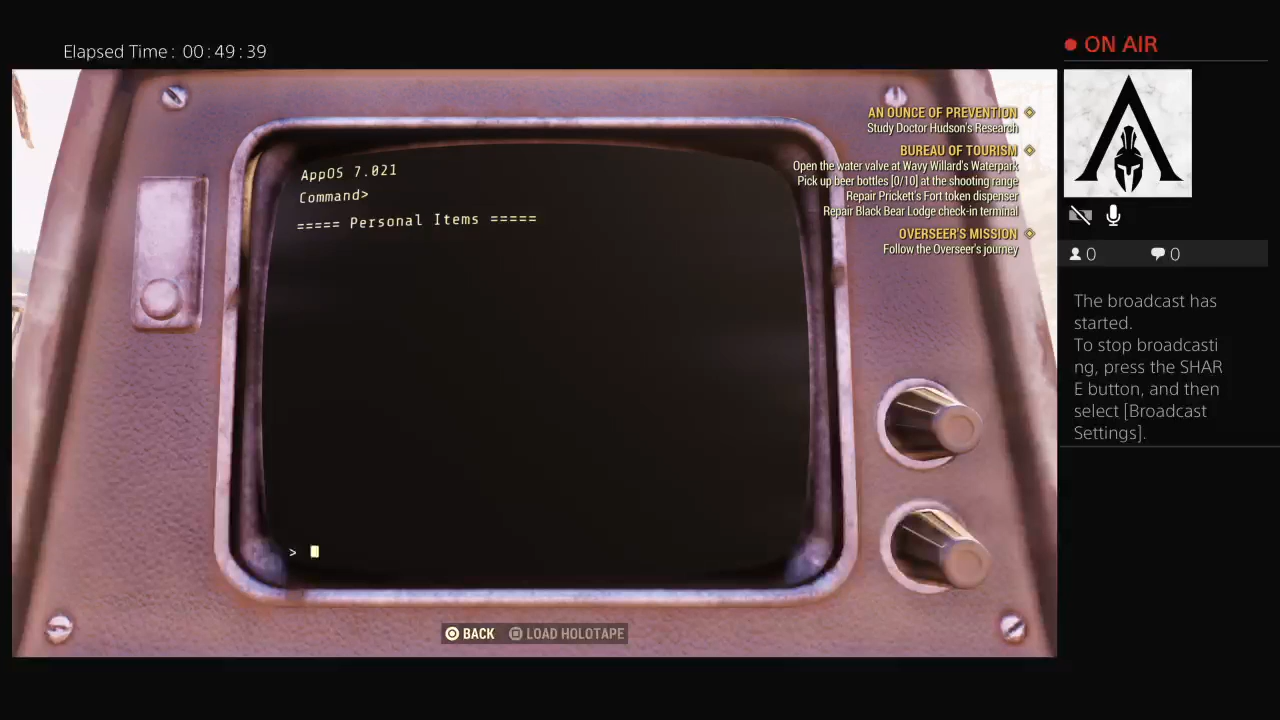 Elapsed Time: 00:49:39
ON AIR
AppOS 7.021
Command>
===== Personal Items =====
>
AN OUNCE OF PREVENTION
Study Doctor Hudson's Research
BUREAU OF TOURISM
Open the water valve at Wavy Willard's Waterpark
Pick up beer bottles [0/10] at the shooting range
Repair Prickett's Fort token dispenser
Repair Black Bear Lodge check-in terminal
OVERSEER'S MISSION
Follow the Overseer's journey
BACK LOAD HOLOTAPE
0 0
The broadcast has
started.
To stop broadcasti
ng, press the SHAR
E button, and then
select [Broadcast
Settings].